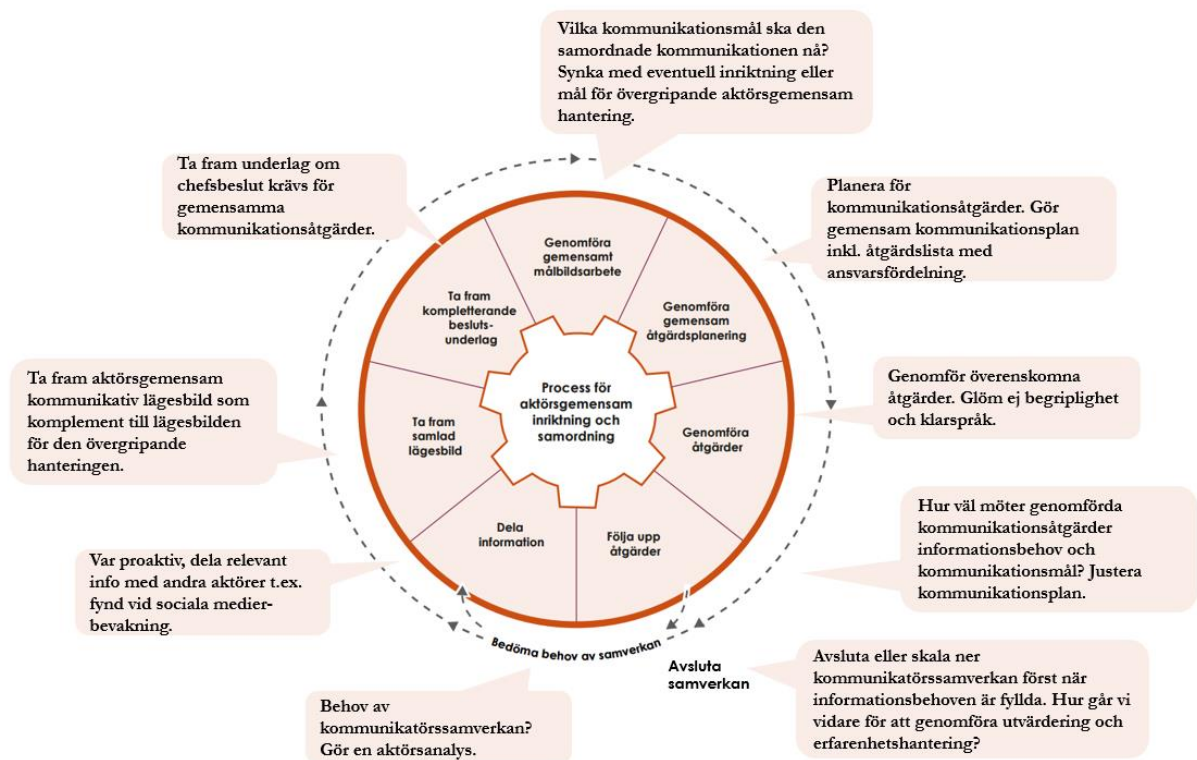 Vilka kommunikationsmål ska den
samordnade kommunikationen nå?
Synka med eventuell inriktning eller
mål för övergripande aktörsgemensam
hantering.
Ta fram underlag om
chefsbeslut krävs för
gemensamma
kommunikationsåtgärder.
Planera för
kommunikationsåtgärder. Gör
gemensam kommunikationsplan
inkl. åtgärdslista med
ansvarsfördelning.
Genomföra
gemensamt
målbildsarbete
Ta fram
kompletterande
besluts-
underlag
Genomföra
gemensam
åtgärdsplanering
Ta fram aktörsgemensam
kommunikativ lägesbild som
komplement till lägesbilden
för den övergripande
hanteringen.
Process för
aktörsgemensam
inriktning och
samordning
Genomför överenskomna
åtgärder. Glöm ej begriplighet
och klarspråk.
Ta fram
samlad
lägesbild
Genomföra
åtgärder
Dela
information
Följa upp
åtgärder
Hur väl möter genomförda
kommunikationsåtgärder
informationsbehov och
kommunikationsmål? Justera
kommunikationsplan.
Var proaktiv, dela relevant
info med andra aktörer t.ex.
fynd vid sociala medier-
bevakning.
Bedöma behov av samverkan
Avsluta
samverkan
Avsluta eller skala ner
kommunikatörssamverkan först när
informationsbehoven är fyllda. Hur går vi
vidare för att genomföra utvärdering och
erfarenhetshantering?
Behov av
kommunikatörssamverkan?
Gör en aktörsanalys.